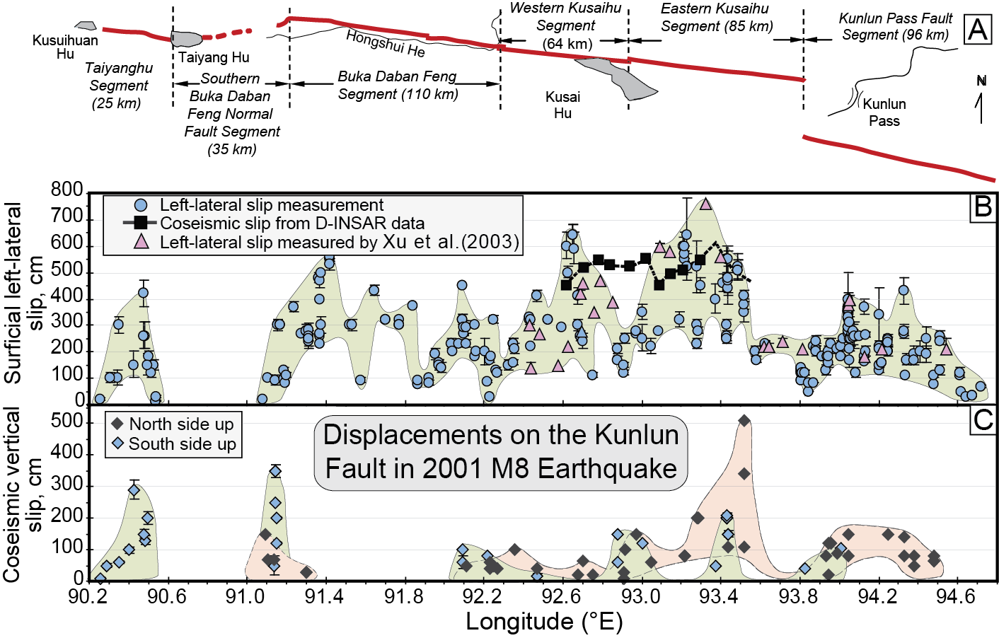 Kusuihuan
Hu
Taiyanghu
Segment
(25 km)
Taiyang Hu
Southern
Buka Daban
Feng Normal
Fault Segment
(35 km)
Hongshui He
Buka Daban Feng
Segment (110 km)
Western Kusaihu
Segment
(64 km)
Kusai
Hu
Eastern Kusaihu
Segment (85 km)
Kunlun Pass Fault
Segment (96 km)
Kunlun
Pass
A
N
Surficial left-lateral
slip, cm
800
700
600
500
400
300
200
100
0
Left-lateral slip measurement
Coseismic slip from D-INSAR data
Left-lateral slip measured by Xu et al.(2003)
B
Coseismic vertical
slip, cm
500
400
300
200
100
0
North side up
South side up
Displacements on the Kunlun
Fault in 2001 M8 Earthquake
C
90.2 90.6 91.0 91.4 91.8 92.2 92.6 93.0 93.4 93.8 94.2 94.6
Longitude (°E)